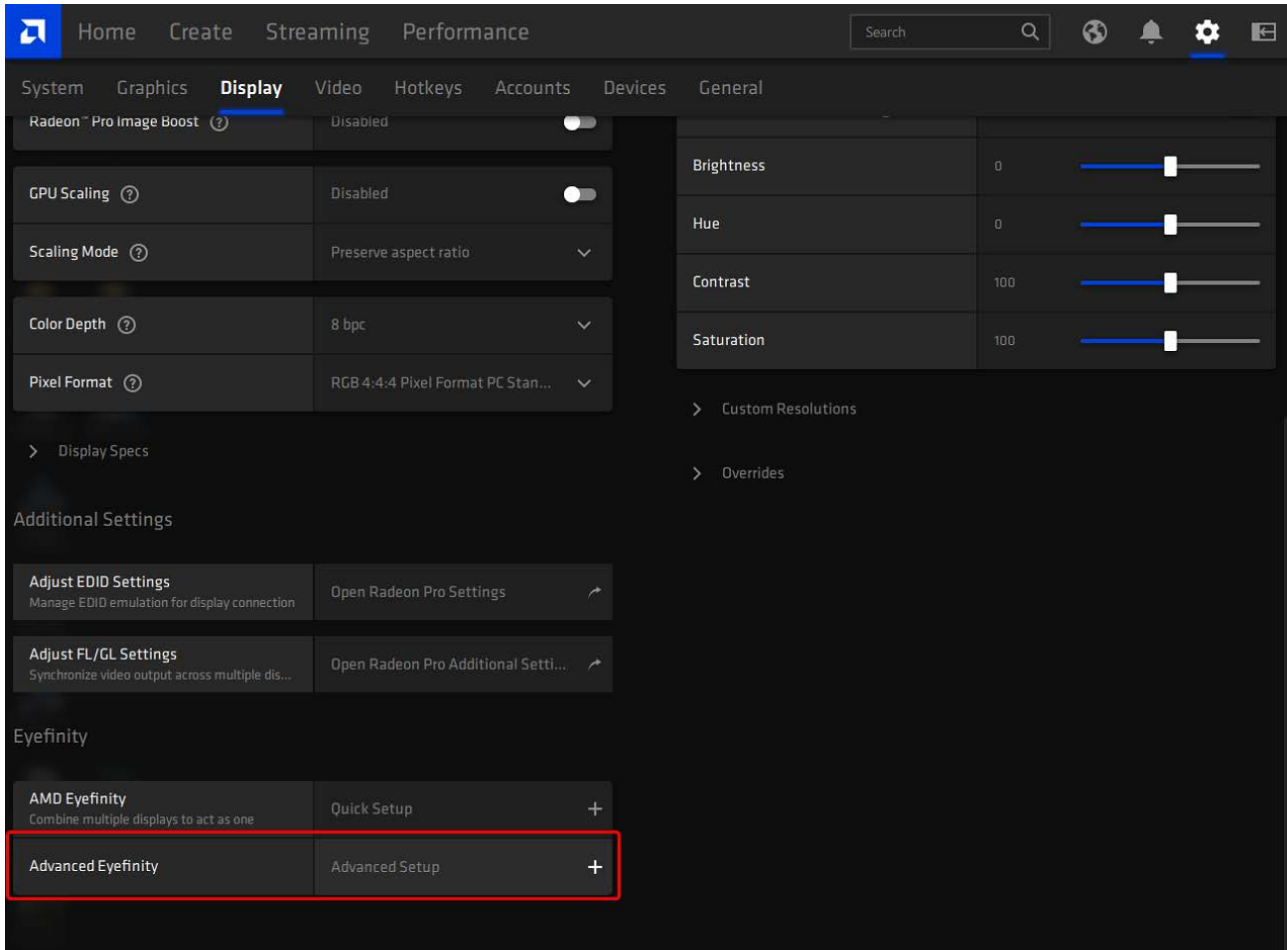 Home Create Streaming Performance Search
System Graphics Display Video Hotkeys Accounts Devices General
Radeon™ Pro Image Boost ? Disabled
GPU Scaling ? Disabled
Scaling Mode ? Preserve aspect ratio
Color Depth ? 8 bpc
Pixel Format ? RGB 4:4:4 Pixel Format PC Stan...
Display Specs
Additional Settings
Adjust EDID Settings
Manage EDID emulation for display connection
Open Radeon Pro Settings
Adjust FL/GL Settings
Synchronize video output across multiple dis...
Open Radeon Pro Additional Setti...
Eyefinity
AMD Eyefinity
Combine multiple displays to act as one
Quick Setup
Advanced Eyefinity Advanced Setup
Brightness 0
Hue 0
Contrast 100
Saturation 100
Custom Resolutions
Overrides